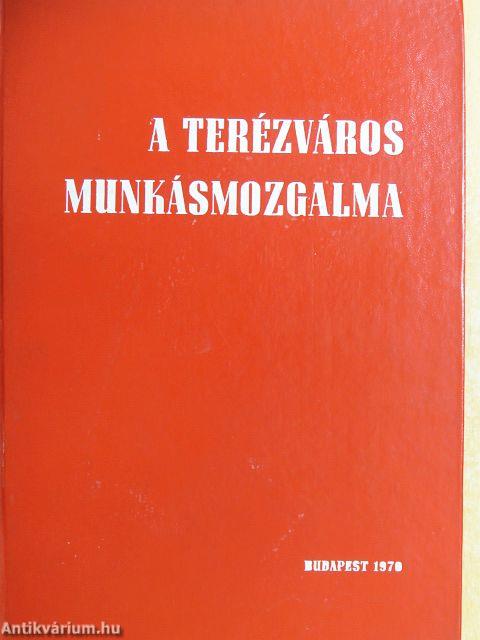 A TERÉZVÁROS
MUNKÁSMOZGALMA
BUDAPEST 1970
Antikvárium.hu